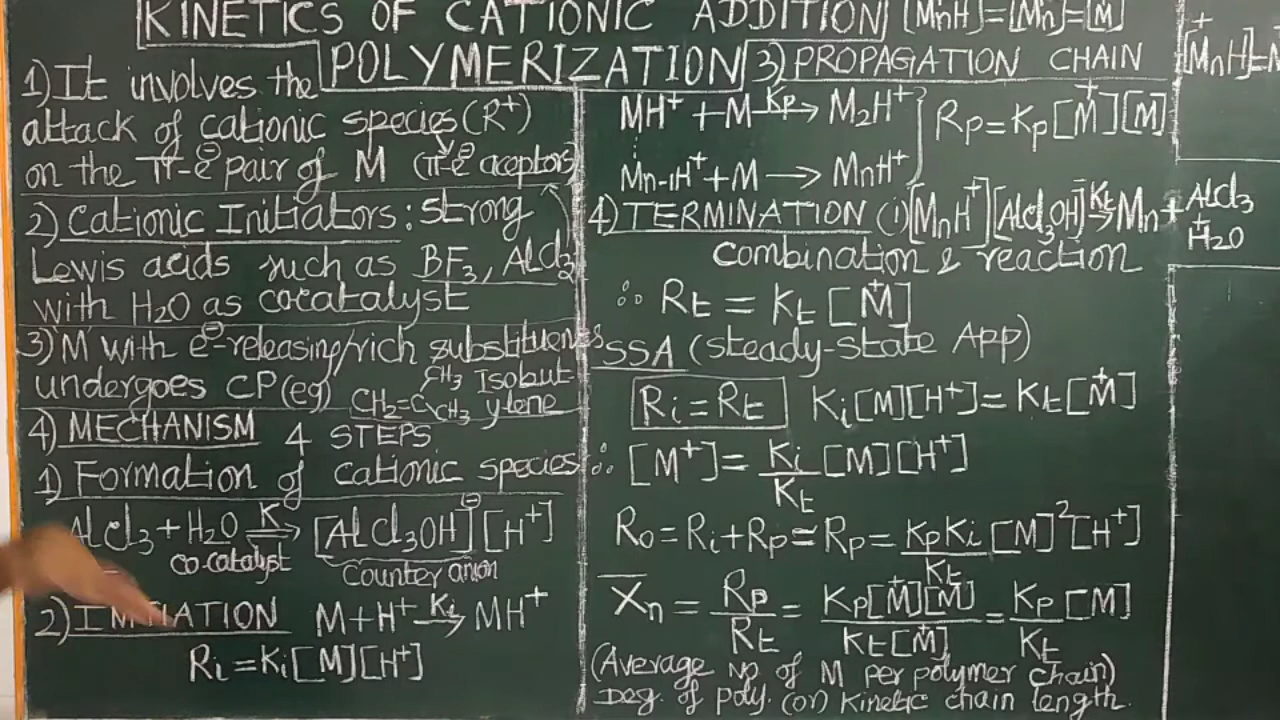 KINETICS OF CATIONIC ADDITION
POLYMERIZATION
1) It involves the
attack of cationic species (R⁺)
on the π-e⁻ pair of M (π-e⁻ aceptors)
2) Cationic Initiators: strong
Lewis acids such as BF₃, AlCl₃
with H₂O as cocatalyst
3) M with e⁻-releasing/rich substituents
undergoes CP (eg) CH₂=C CH₃ CH₃ Isobut-
ylene
4) MECHANISM 4 STEPS
1) Formation of cationic species
AlCl₃ + H₂O ⇌ K [AlCl₃OH]⁻ [H⁺]
cocatalyst Counter anion
2) INITIATION M + H⁺ →Ki MH⁺
Ri = Ki[M][H⁺]
[MnH]⁺ = [Mn]⁺ = [M]⁺
3) PROPAGATION CHAIN
MH⁺ + M →Kp M₂H⁺
Mn-1H⁺ + M → MnH⁺
Rp = Kp[M⁺][M]
4) TERMINATION (i) [MnH⁺][AlCl₃OH]⁻ →Kt Mn + AlCl₃ + H₂O
combination & reaction
∴ Rt = Kt [M⁺]
SSA (Steady-State App)
Ri = Rt Ki[M][H⁺] = Kt[M⁺]
∴ [M⁺] = Ki/Kt [M][H⁺]
Ro = Ri + Rp ≅ Rp = KpKi/Kt [M]²[H⁺]
X̄n = Rp/Rt = Kp[M⁺][M]/Kt[M⁺] = Kp/Kt [M]
(Average No of M per polymer chain)
Deg. of poly. (or) Kinetic chain length.
[MnH]⁺=